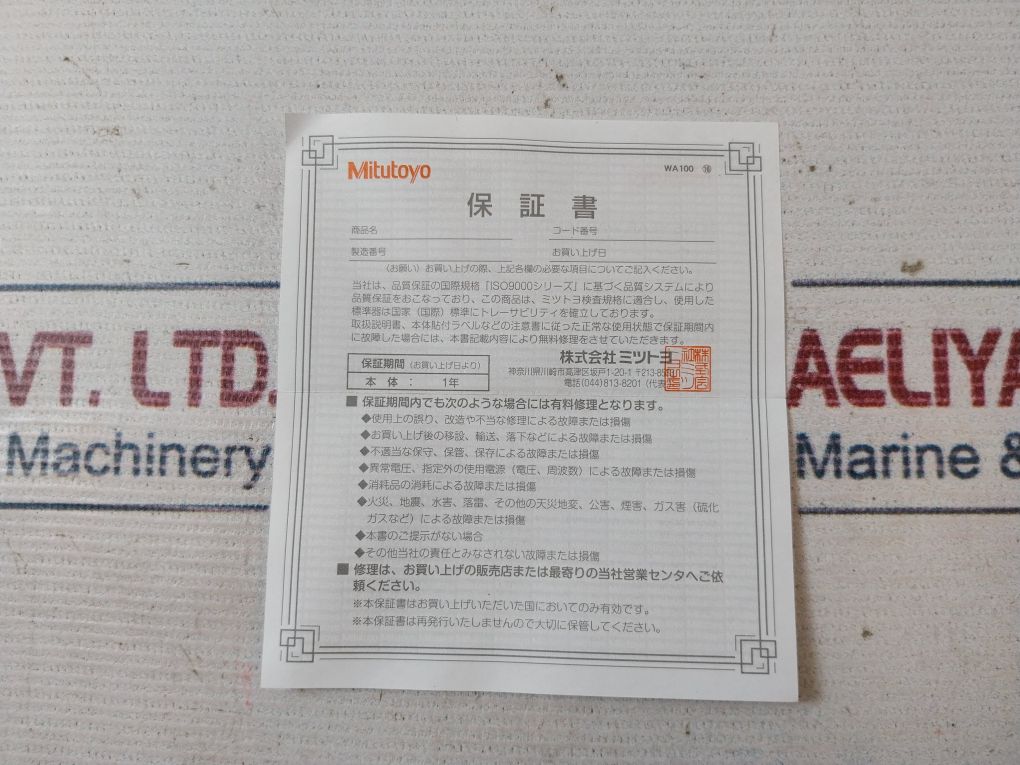 Mitutoyo
WA100 ⑯
保 証 書
商品名 コード番号
製造番号 お買い上げ日
(お願い) お買い上げの際、上記各欄の必要な項目についてご記入ください。
当社は、品質保証の国際規格「ISO9000シリーズ」に基づく品質システムにより
品質保証をおこなっており、この商品は、ミツトヨ検査規格に適合し、使用した
標準器は国家(国際)標準にトレーサビリティを確立しております。
取扱説明書、本体貼付ラベルなどの注意書に従った正常な使用状態で保証期間内
に故障した場合には、本書記載内容により無料修理をさせていただきます。
保証期間 (お買い上げ日より)
本 体 : 1年
株式会社 ミツトヨ
神奈川県川崎市高津区坂戸1-20-1 〒213-85
電話(044)813-8201 (代表
■ 保証期間内でも次のような場合には有料修理となります。
◆使用上の誤り、改造や不当な修理による故障または損傷
◆お買い上げ後の移設、輸送、落下などによる故障または損傷
◆不適当な保守、保管、保存による故障または損傷
◆異常電圧、指定外の使用電源(電圧、周波数)による故障または損傷
◆消耗品の消耗による故障または損傷
◆火災、地震、水害、落雷、その他の天災地変、公害、煙害、ガス害(硫化
ガスなど)による故障または損傷
◆本書のご提示がない場合
◆その他当社の責任とみなされない故障または損傷
■ 修理は、お買い上げの販売店または最寄りの当社営業センタへご依
頼ください。
※本保証書はお買い上げいただいた国においてのみ有効です。
※本保証書は再発行いたしませんので大切に保管してください。
VT. LTD.
Machinery
AELIYA
Marine &